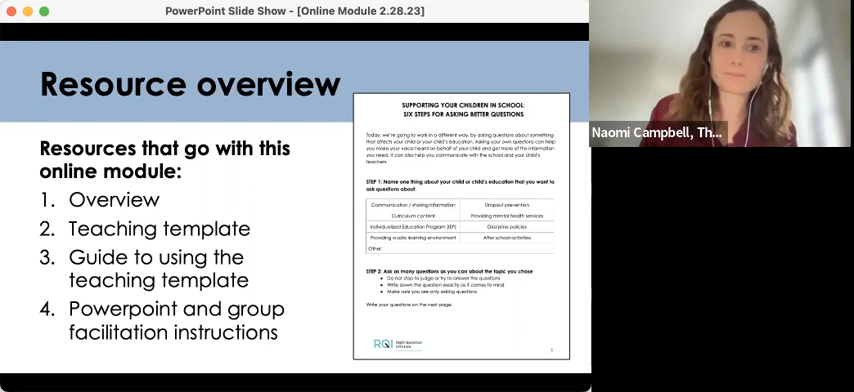 PowerPoint Slide Show - [Online Module 2.28.23]
Resource overview
Resources that go with this
online module:
1. Overview
2. Teaching template
3. Guide to using the
teaching template
4. Powerpoint and group
facilitation instructions
SUPPORTING YOUR CHILDREN IN SCHOOL:
SIX STEPS FOR ASKING BETTER QUESTIONS
Today, we're going to work in a different way, by asking questions about something
that affects your child or your child's education. Asking your own questions can help
you make your voice heard on behalf of your child and get more of the information
you need. It can also help you communicate with the school and your child's
teachers.
STEP 1: Name one thing about your child or child's education that you want to
ask questions about:
Communication / sharing information
Dropout prevention
Curriculum content
Providing mental health services
Individualized Education Program (IEP)
Discipline policies
Providing a safe learning environment
After school activities
Other:
STEP 2: Ask as many questions as you can about the topic you chose
• Do not stop to judge or try to answer the questions
• Write down the question exactly as it comes to mind
• Make sure you are only asking questions
Write your questions on the next page.
RQI Right Question
Institute
1
Naomi Campbell, Th...